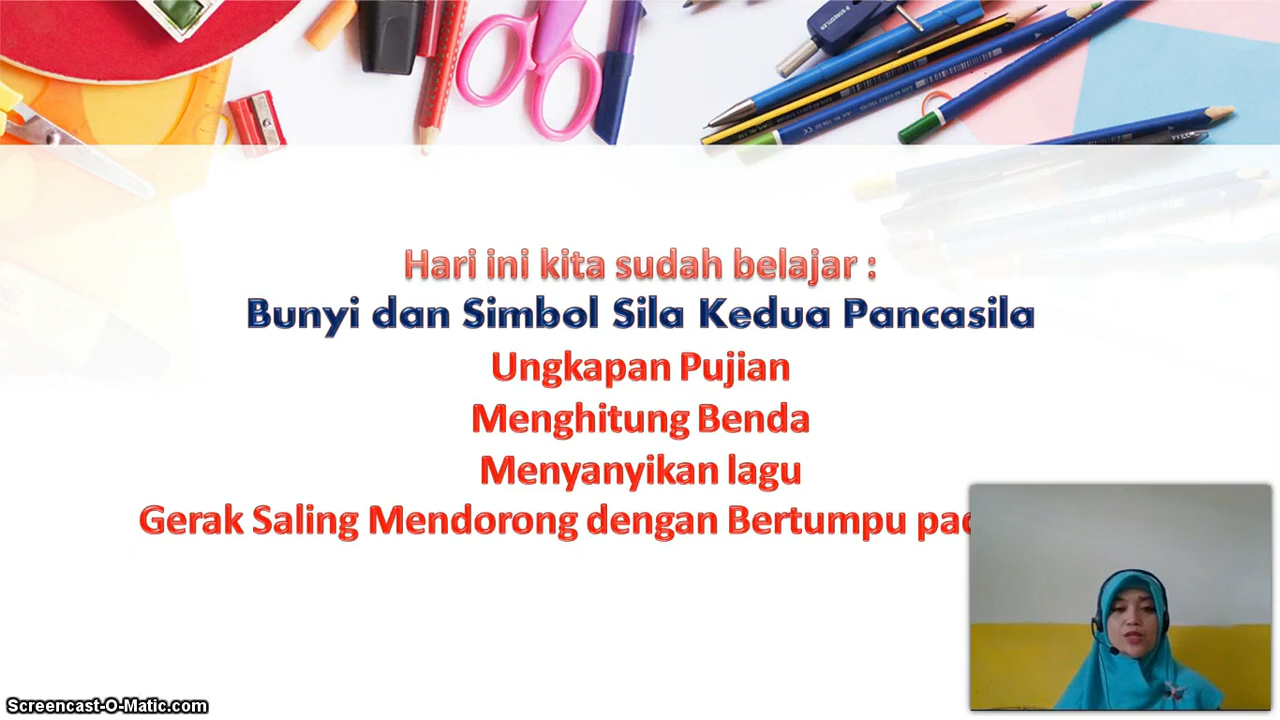 Hari ini kita sudah belajar :
Bunyi dan Simbol Sila Kedua Pancasila
Ungkapan Pujian
Menghitung Benda
Menyanyikan lagu
Gerak Saling Mendorong dengan Bertumpu
Screencast-O-Matic.com